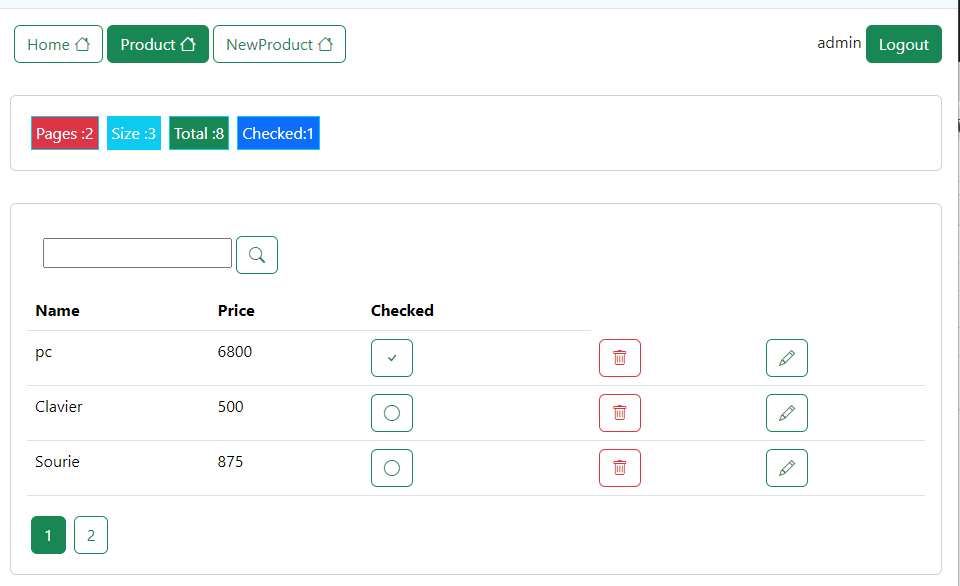 Home Product NewProduct admin Logout
Pages :2 Size :3 Total :8 Checked:1
Name Price Checked
pc 6800
Clavier 500
Sourie 875
1 2